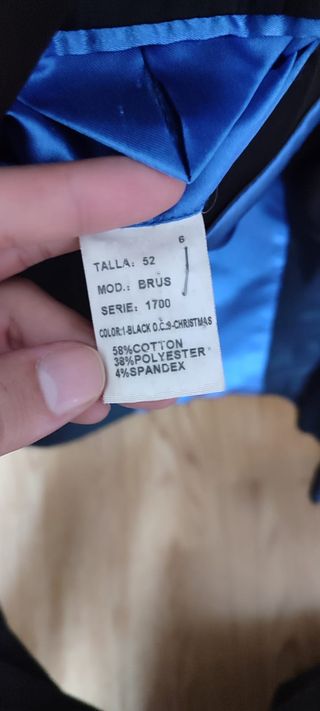 6
TALLA: 52
MOD.: BRUS
SERIE: 1700
COLOR:1-BLACK O.C.9-CHRISTMAS
58%COTTON
38%POLYESTER
4%SPANDEX